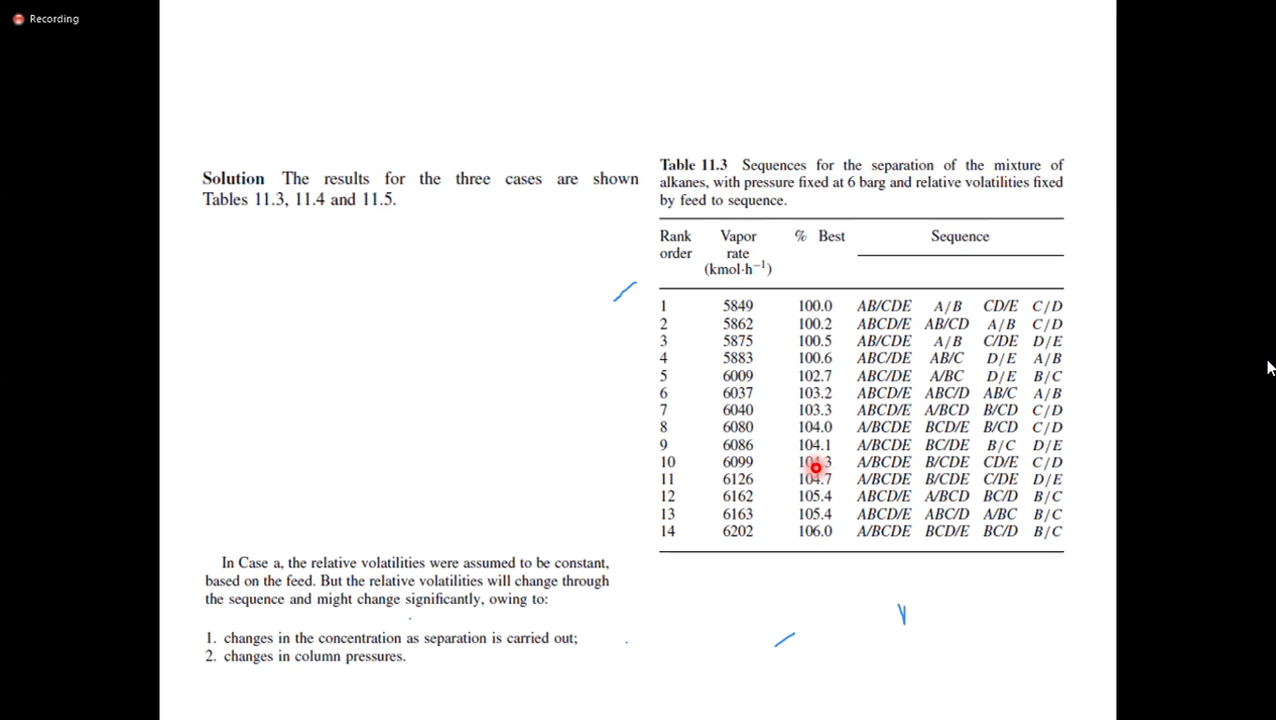 Recording
Solution The results for the three cases are shown
Tables 11.3, 11.4 and 11.5.
In Case a, the relative volatilities were assumed to be constant,
based on the feed. But the relative volatilities will change through
the sequence and might change significantly, owing to:
1. changes in the concentration as separation is carried out;
2. changes in column pressures.
Table 11.3 Sequences for the separation of the mixture of
alkanes, with pressure fixed at 6 barg and relative volatilities fixed
by feed to sequence.
Rank Vapor % Best Sequence
order rate
(kmol·h⁻¹)
1 5849 100.0 AB/CDE A/B CD/E C/D
2 5862 100.2 ABCD/E AB/CD A/B C/D
3 5875 100.5 AB/CDE A/B C/DE D/E
4 5883 100.6 ABC/DE AB/C D/E A/B
5 6009 102.7 ABC/DE A/BC D/E B/C
6 6037 103.2 ABCD/E ABC/D AB/C A/B
7 6040 103.3 ABCD/E A/BCD B/CD C/D
8 6080 104.0 A/BCDE BCD/E B/CD C/D
9 6086 104.1 A/BCDE BC/DE B/C D/E
10 6099 104.3 A/BCDE B/CDE CD/E C/D
11 6126 104.7 A/BCDE B/CDE C/DE D/E
12 6162 105.4 ABCD/E A/BCD BC/D B/C
13 6163 105.4 ABCD/E ABC/D A/BC B/C
14 6202 106.0 A/BCDE BCD/E BC/D B/C